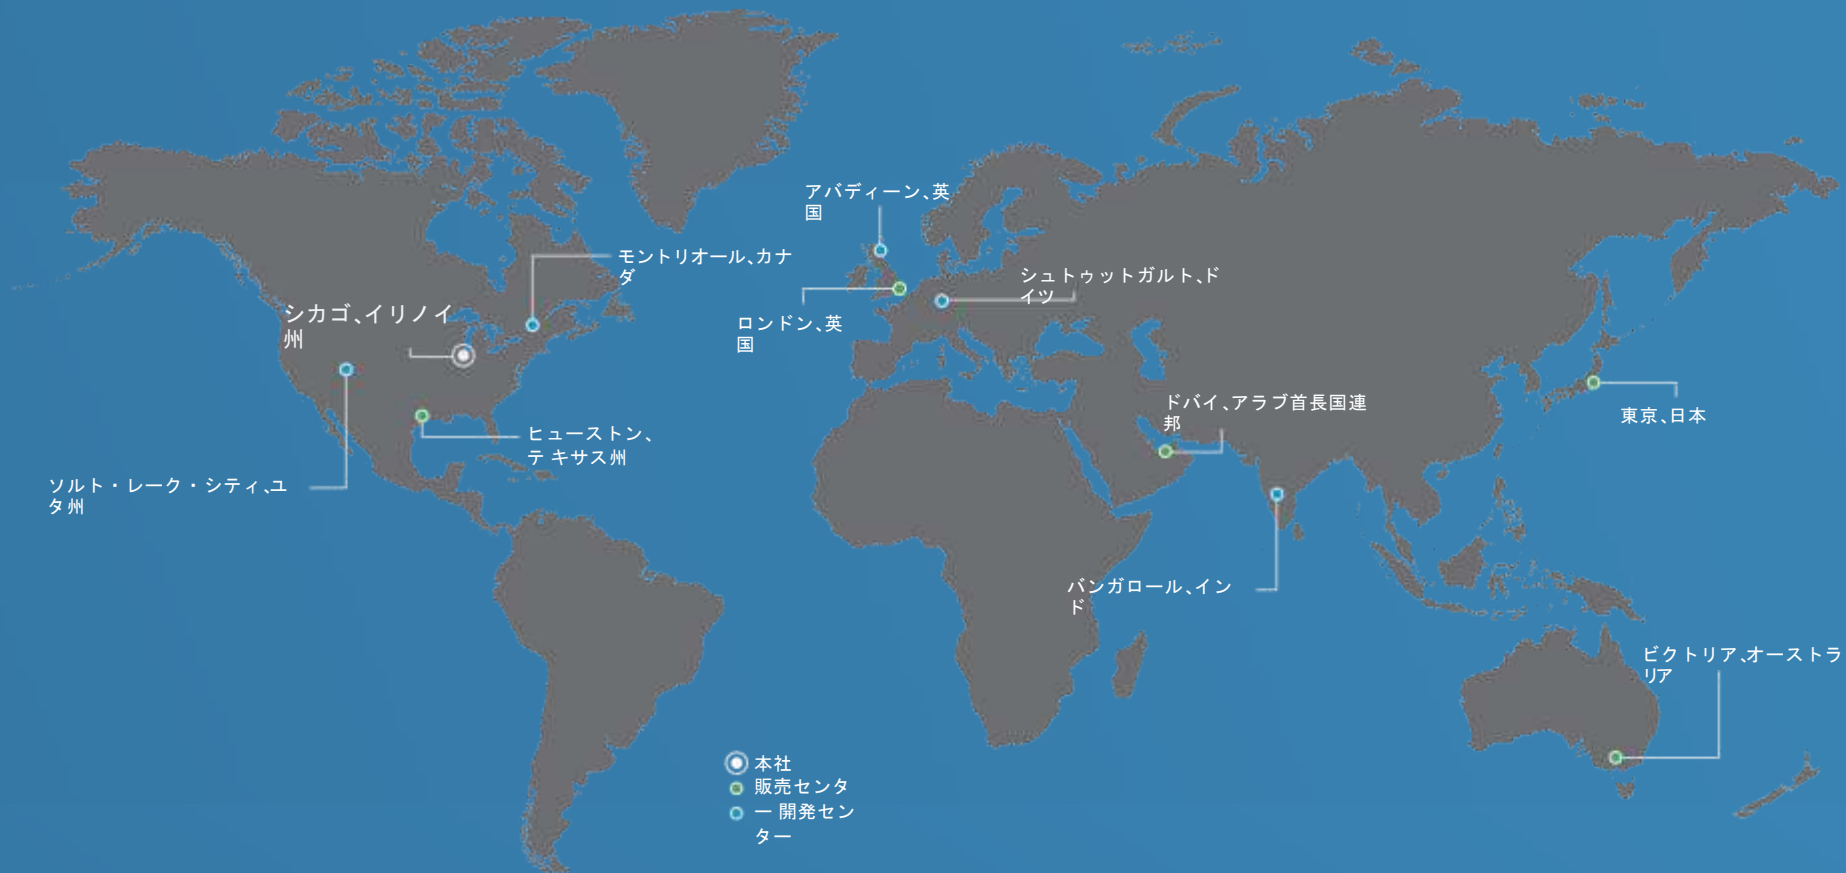 アバディーン、英
国
モントリオール、カナ
ダ
シュトゥットガルト、ド
イツ
シカゴ、イリノイ
州
ロンドン、英
国
ドバイ、アラブ首長国連
邦
東京、日本
ヒューストン、
テ キサス州
ソルト・レーク・シティ、ユ
タ州
バンガロール、イン
ド
ビクトリア、オーストラ
リア
本社
販売センタ
ー 開発セン
ター